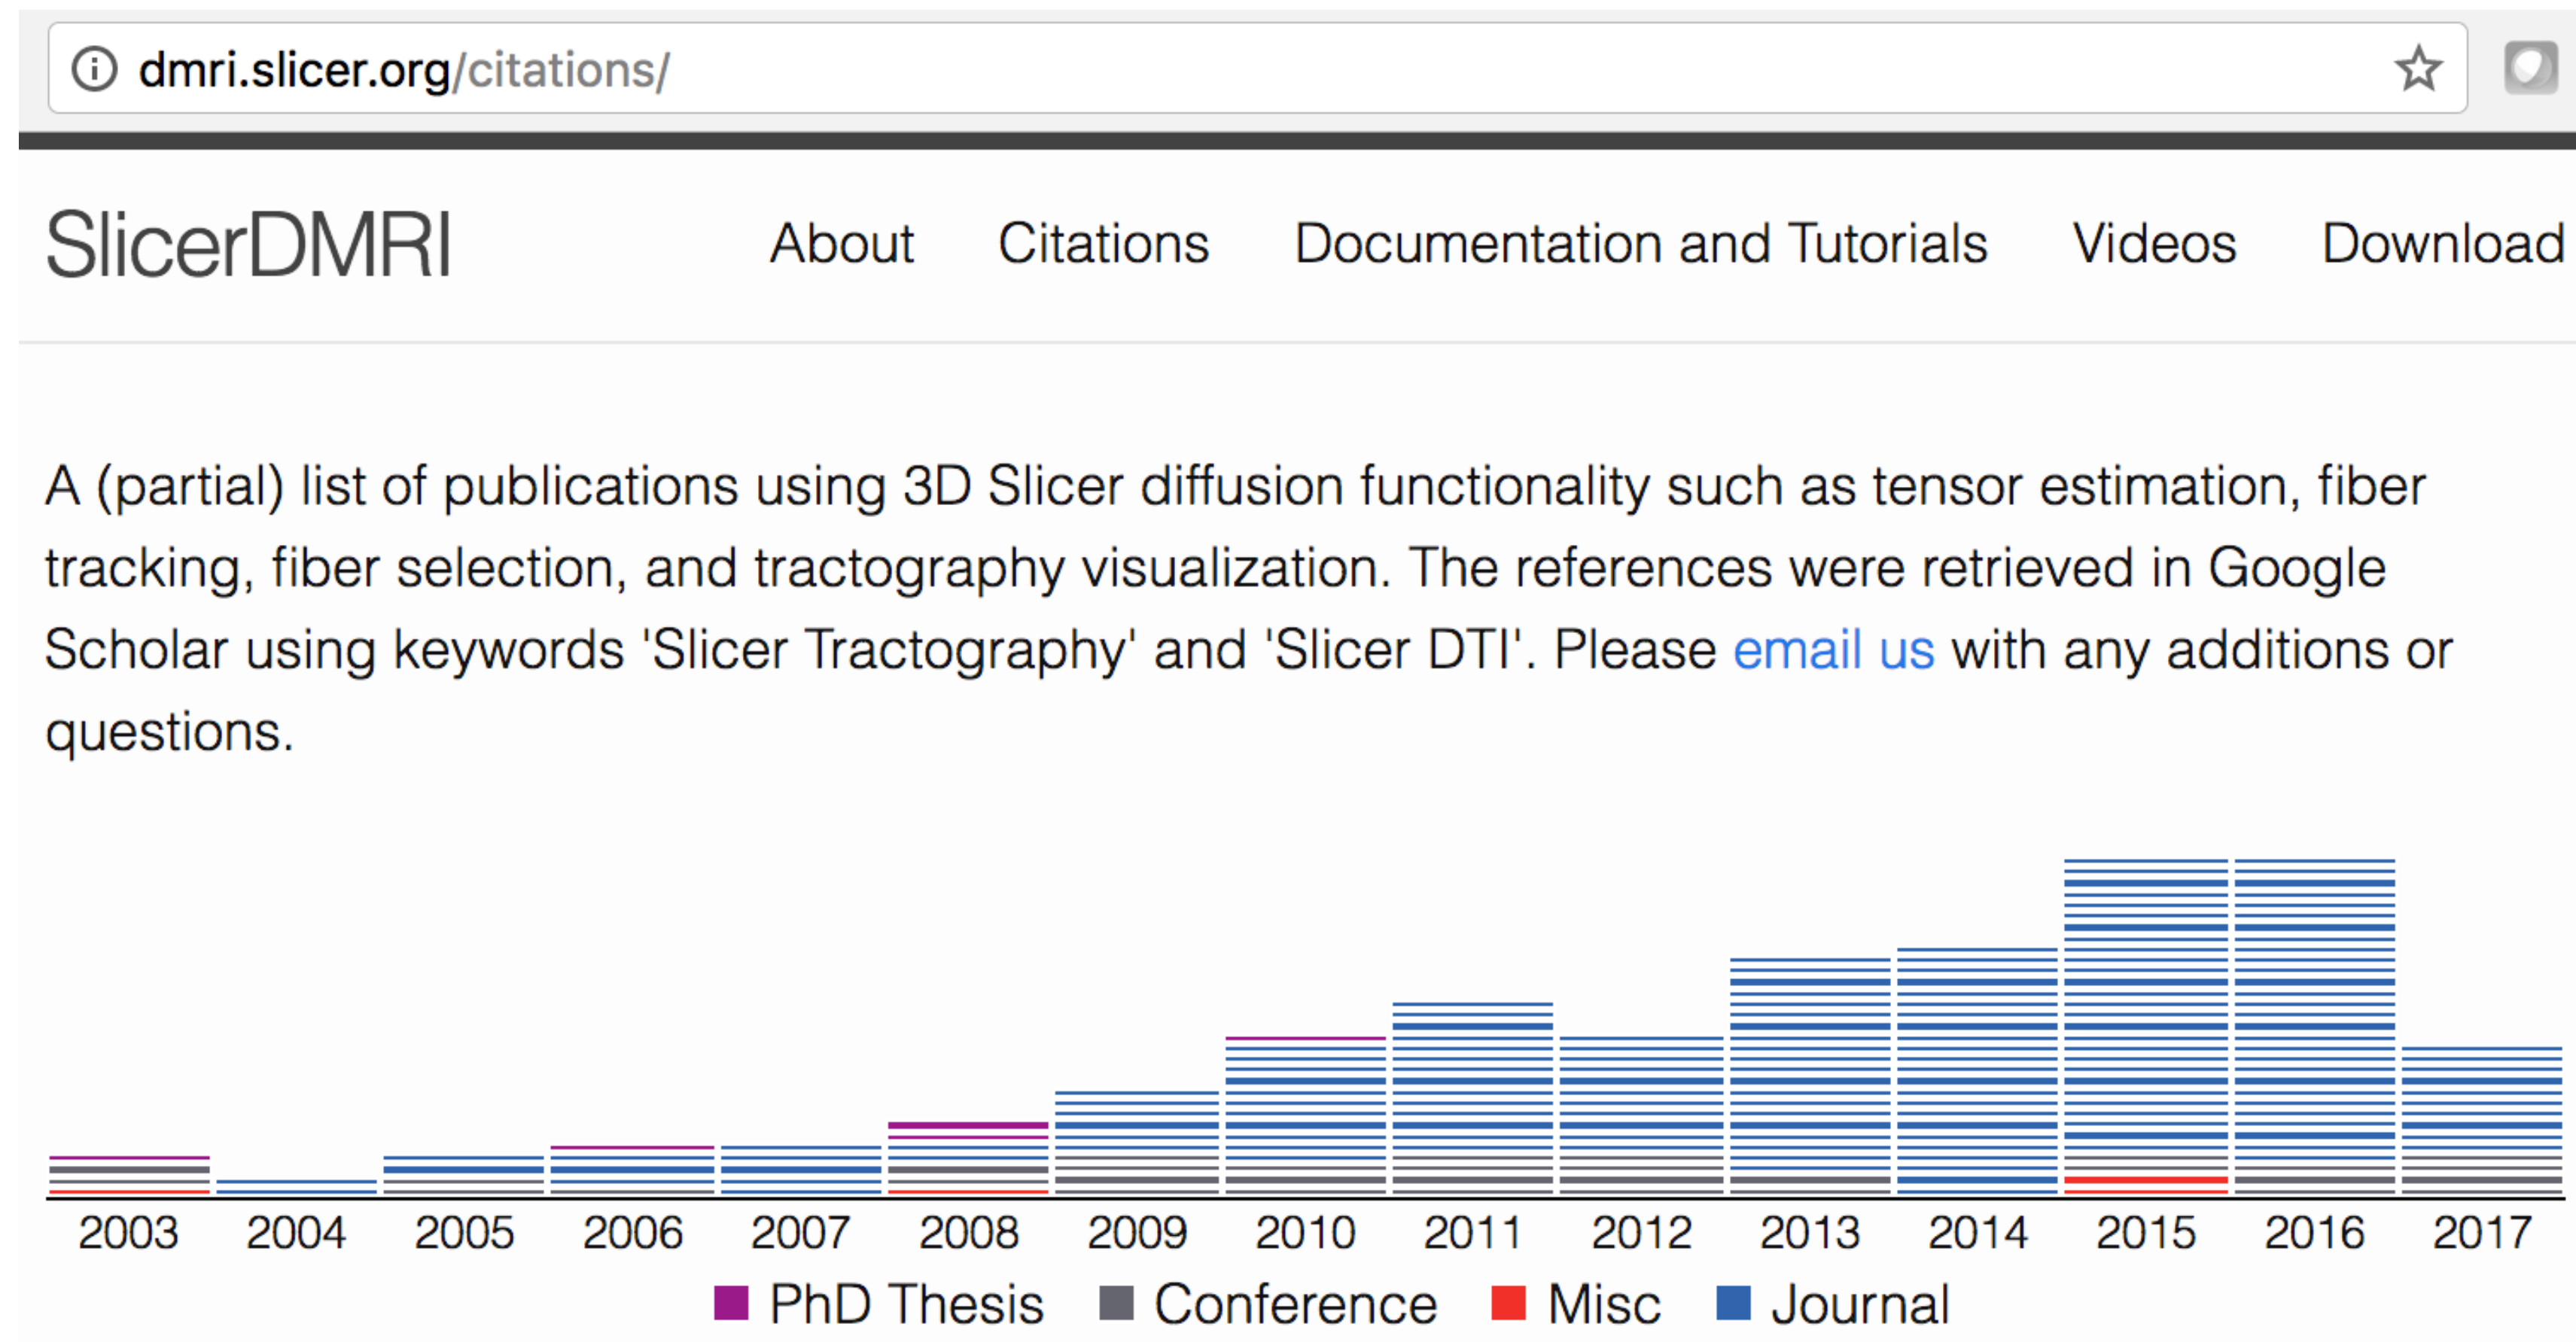 dmri.slicer.org/citations/
SlicerDMRI About Citations Documentation and Tutorials Videos Download
A (partial) list of publications using 3D Slicer diffusion functionality such as tensor estimation, fiber
tracking, fiber selection, and tractography visualization. The references were retrieved in Google
Scholar using keywords 'Slicer Tractography' and 'Slicer DTI'. Please email us with any additions or
questions.
2003 2004 2005 2006 2007 2008 2009 2010 2011 2012 2013 2014 2015 2016 2017
PhD Thesis Conference Misc Journal